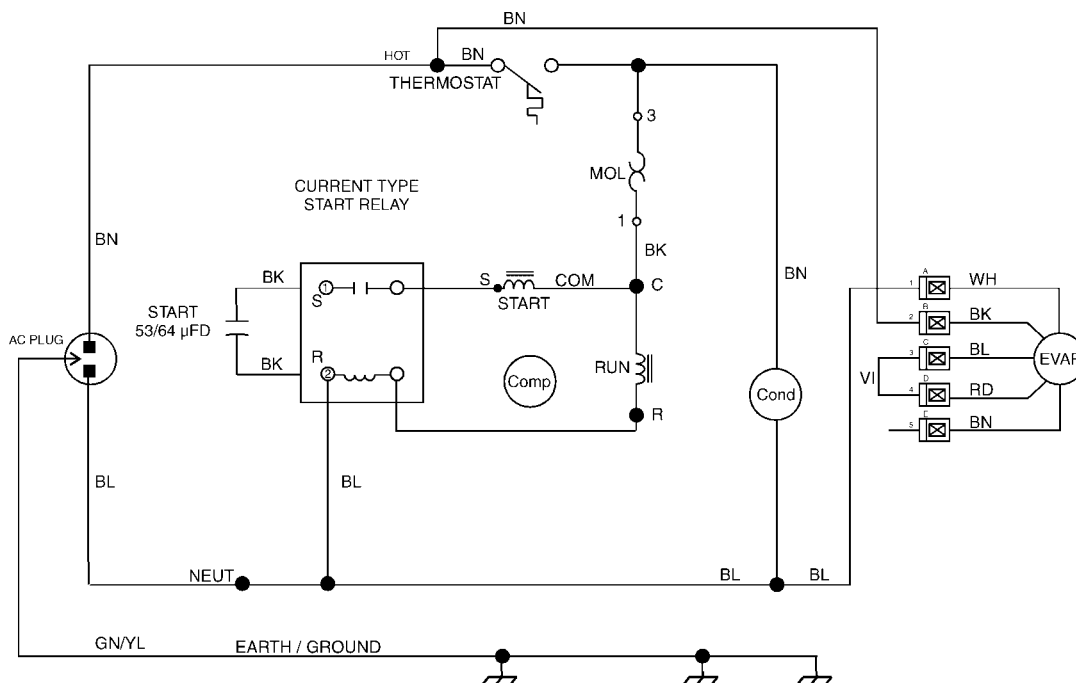 BN
HOT
BN
THERMOSTAT
3
MOL
CURRENT TYPE
START RELAY
1
BN
BK
BK
S
1
S
START
COM
C
BN
A
1
WH
START
53/64 µFD
B
2
BK
AC PLUG
BK
R
2
Comp
RUN
Cond
C
3
BL
EVAP
VI
D
4
RD
R
E
5
BN
BL
BL
NEUT
BL
BL
GN/YL
EARTH / GROUND